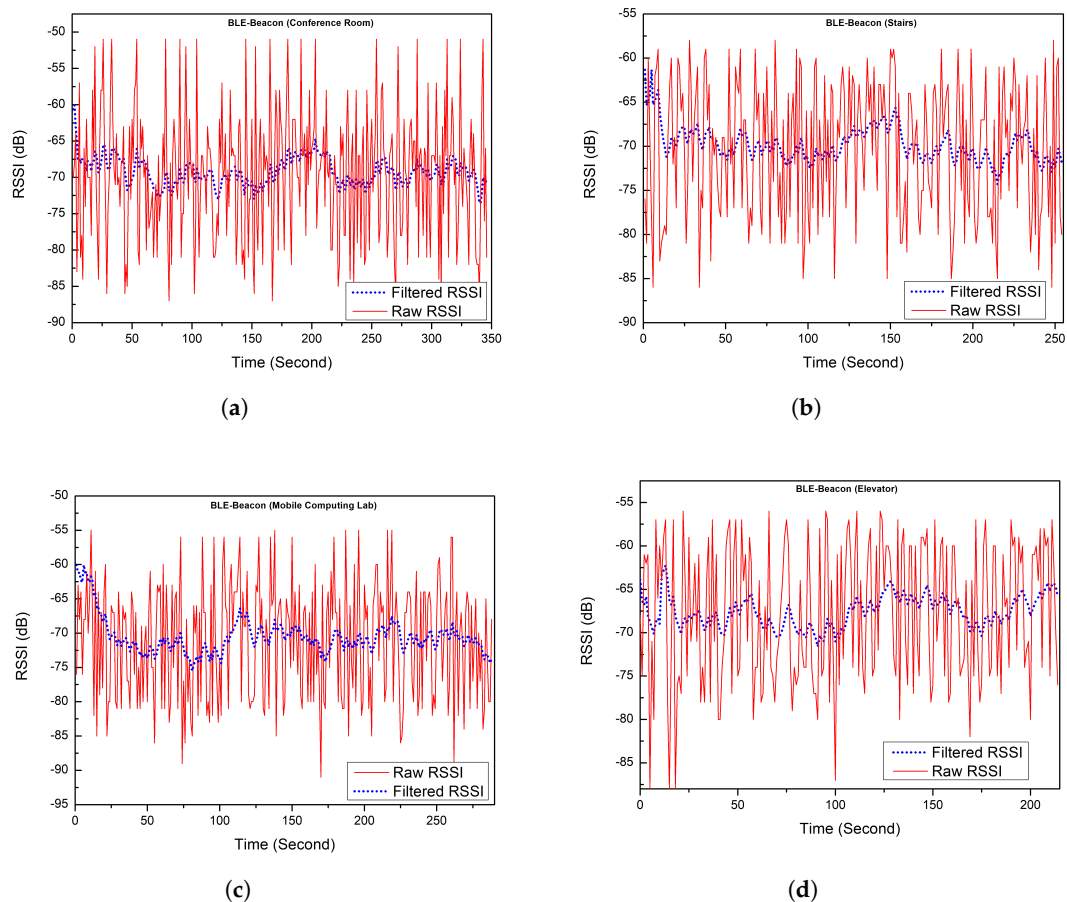 BLE-Beacon (Conference Room)
-50
-55
-60
-65
-70
-75
-80
-85
-90
RSSI (dB)
0 50 100 150 200 250 300 350
Time (Second)
Filtered RSSI
Raw RSSI
(a)
BLE-Beacon (Stairs)
-55
-60
-65
-70
-75
-80
-85
-90
RSSI (dB)
0 50 100 150 200 250
Time (Second)
Filtered RSSI
Raw RSSI
(b)
BLE-Beacon (Mobile Computing Lab)
-50
-55
-60
-65
-70
-75
-80
-85
-90
-95
RSSI (dB)
0 50 100 150 200 250
Time (Second)
Raw RSSI
Filtered RSSI
(c)
BLE-Beacon (Elevator)
-55
-60
-65
-70
-75
-80
-85
RSSI (dB)
0 50 100 150 200
Time (Second)
Filtered RSSI
Raw RSSI
(d)